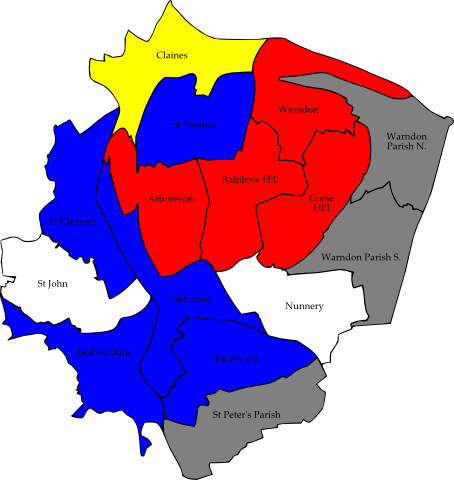 Claines
Warndon
St Stephen
Warndon
Parish N.
Rainbow Hill
Arboretum
Gorse
Hill
St Clement
Warndon Parish S.
St John
Cathedral
Nunnery
Bedwardine
Battenhall
St Peter's Parish